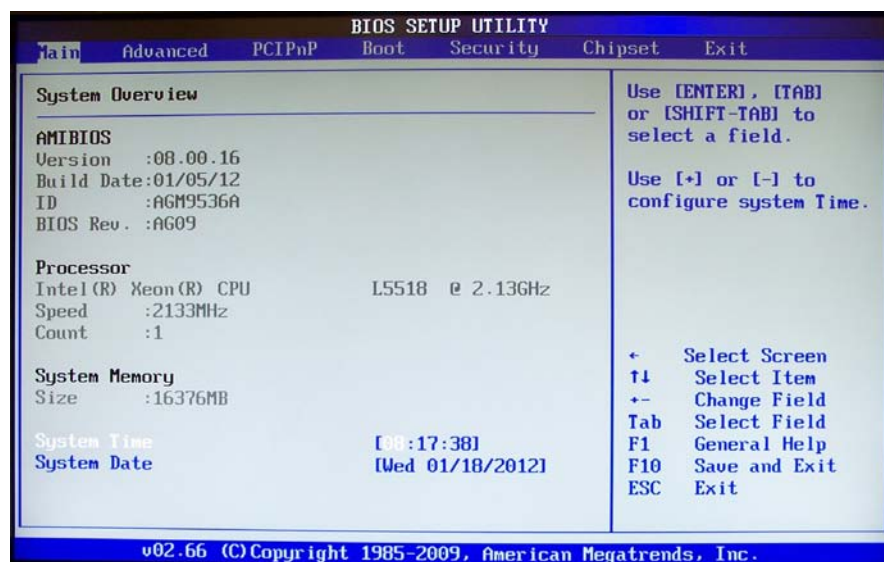 BIOS SETUP UTILITY
Main Advanced PCIPnP Boot Security Chipset Exit
System Overview
AMIBIOS
Version :08.00.16
Build Date:01/05/12
ID :AGM9536A
BIOS Rev. :AG09
Processor
Intel(R) Xeon(R) CPU L5518 @ 2.13GHz
Speed :2133MHz
Count :1
System Memory
Size :16376MB
System Time [08:17:38]
System Date [Wed 01/18/2012]
Use [ENTER], [TAB]
or [SHIFT-TAB] to
select a field.
Use [+] or [-] to
configure system Time.
← Select Screen
↑↓ Select Item
+- Change Field
Tab Select Field
F1 General Help
F10 Save and Exit
ESC Exit
v02.66 (C)Copyright 1985-2009, American Megatrends, Inc.